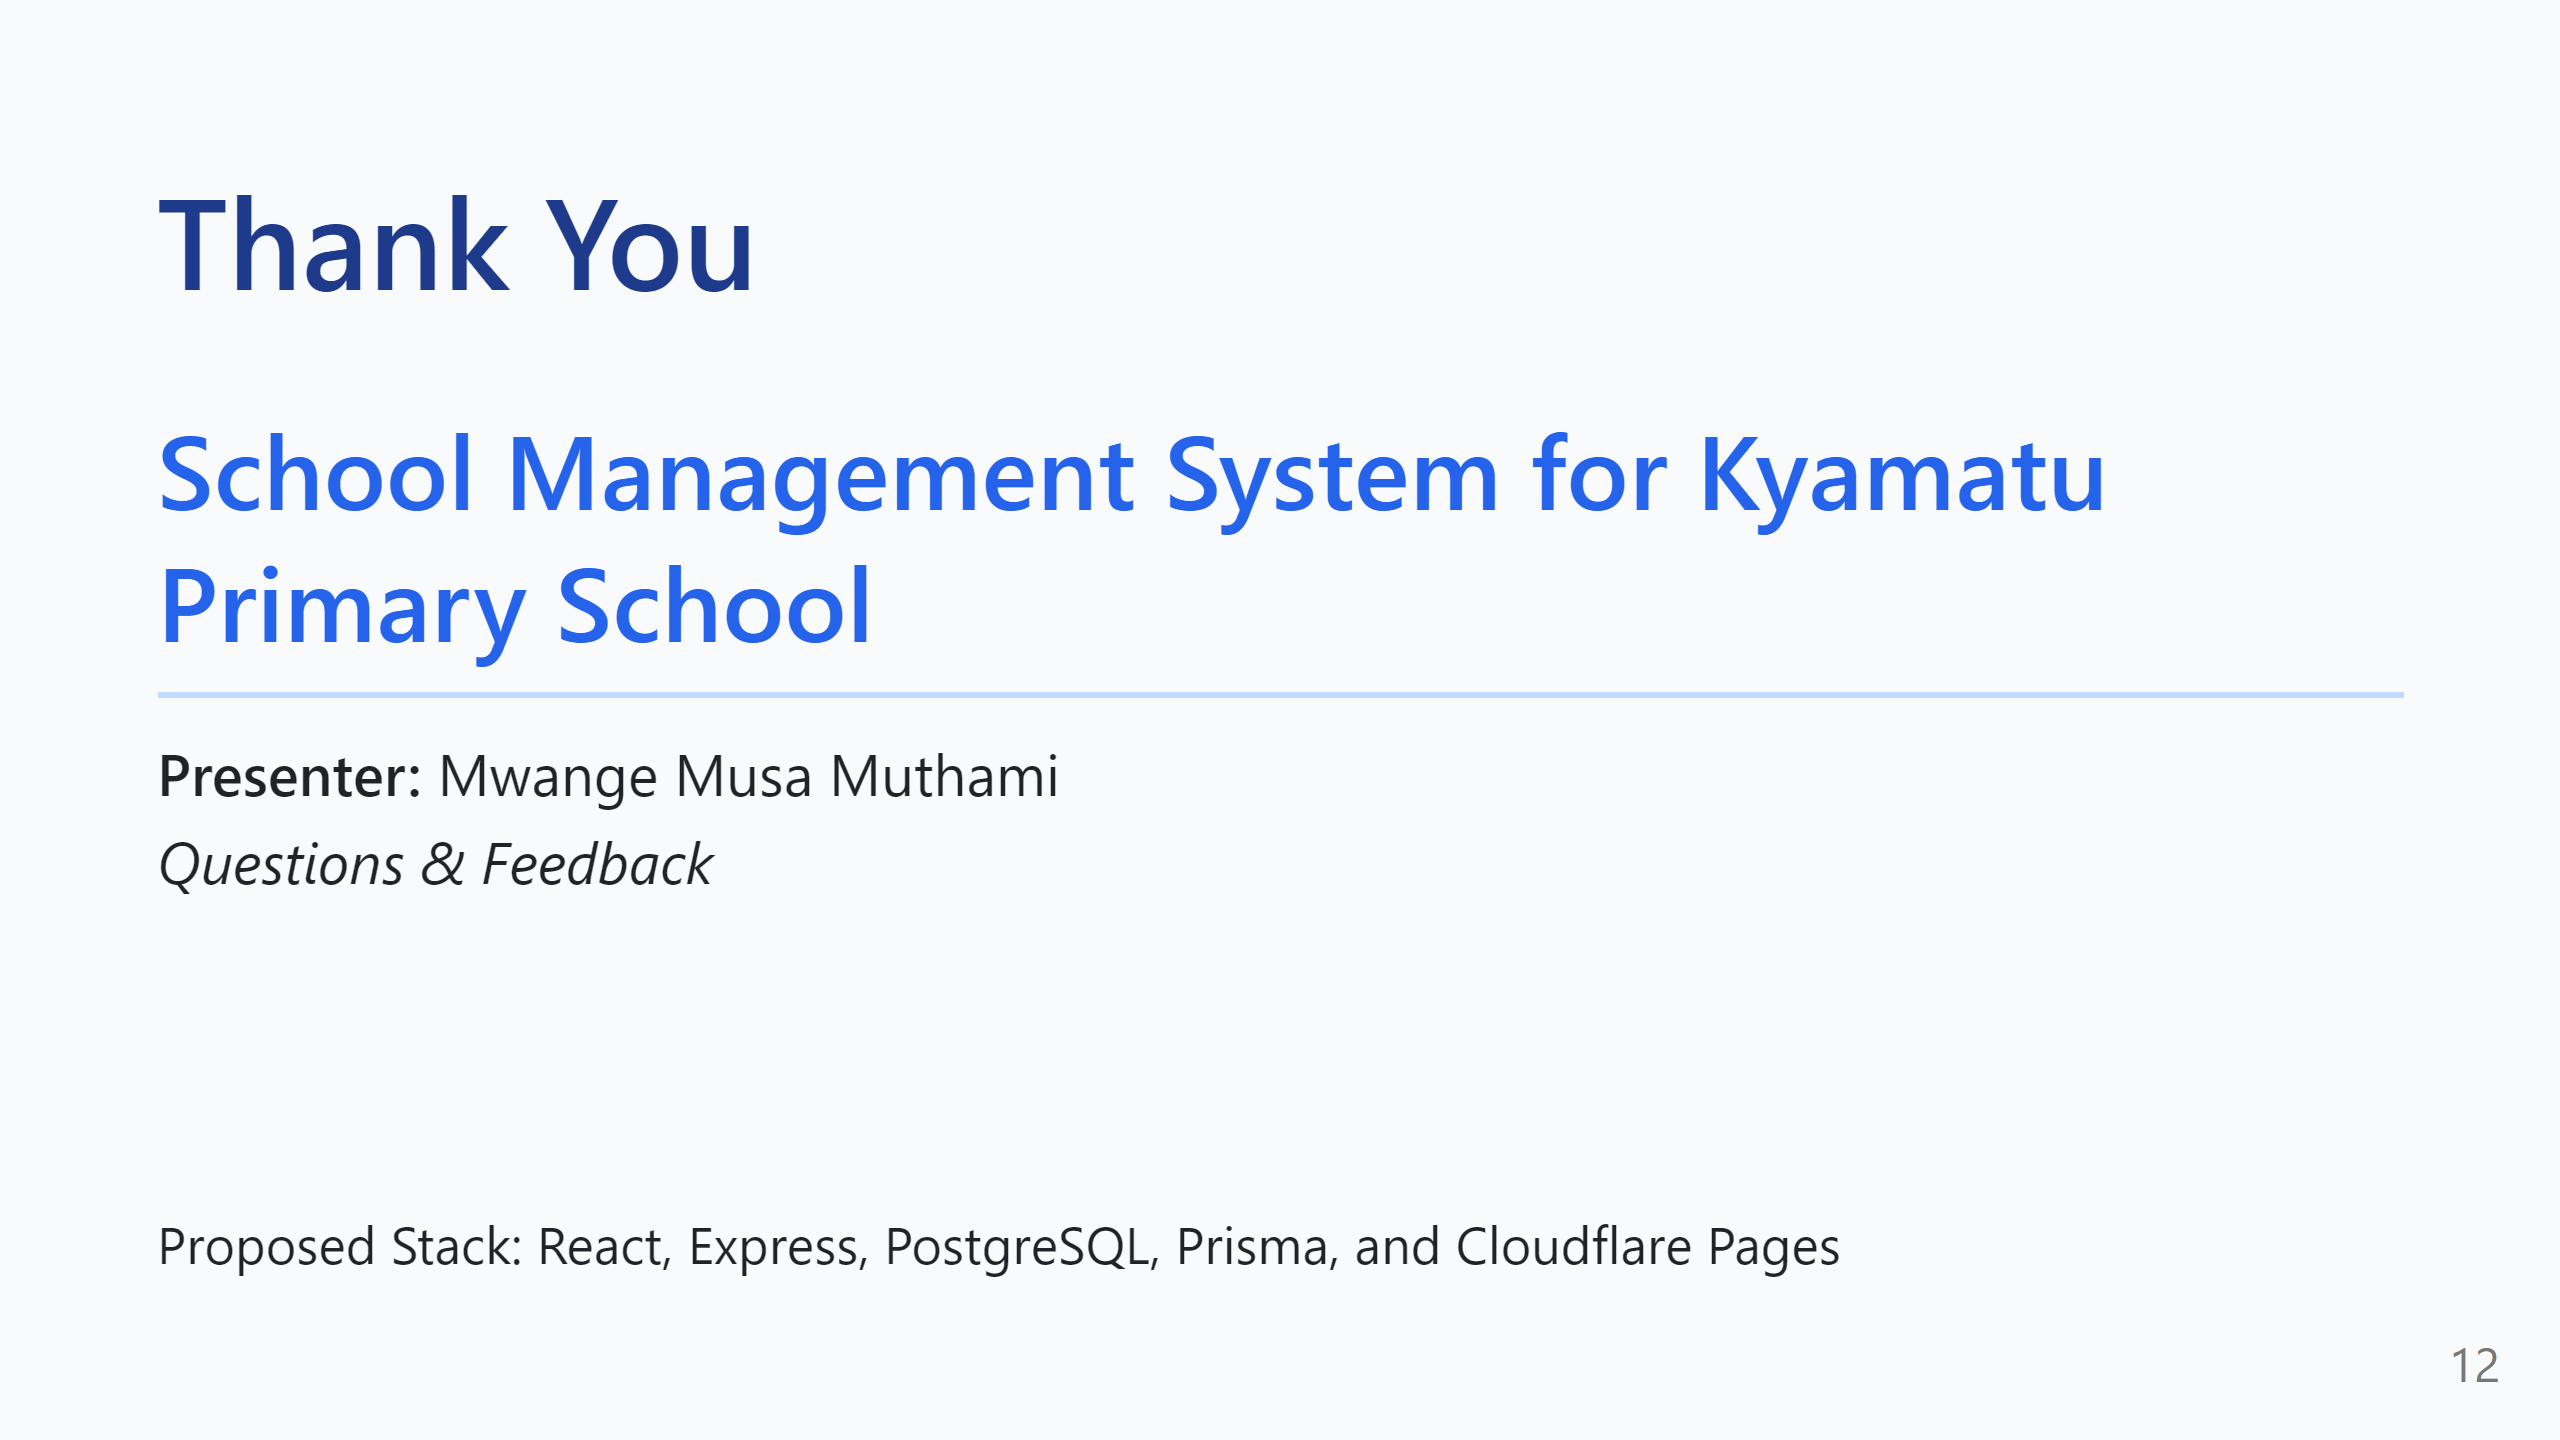 Thank You
School Management System for Kyamatu
Primary School
Presenter: Mwange Musa Muthami
Questions & Feedback
Proposed Stack: React, Express, PostgreSQL, Prisma, and Cloudflare Pages
12